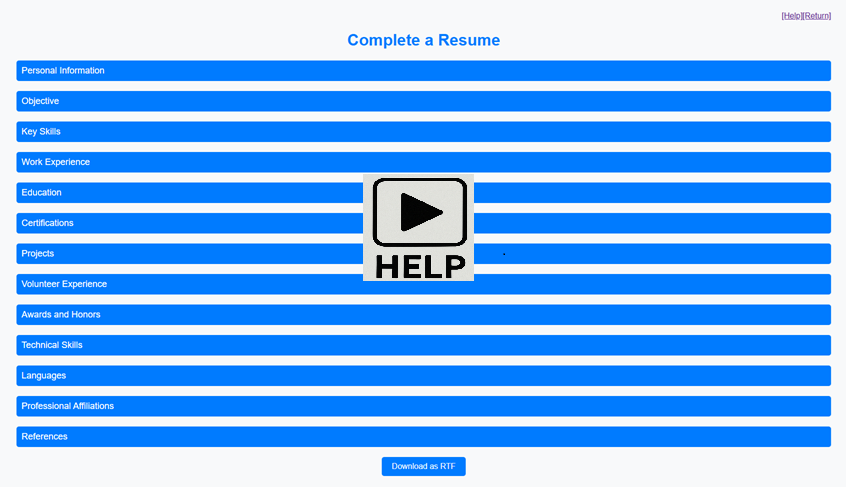 [Help][Return]
Complete a Resume
Personal Information
Objective
Key Skills
Work Experience
Education
Certifications
Projects
HELP
Volunteer Experience
Awards and Honors
Technical Skills
Languages
Professional Affiliations
References
Download as RTF